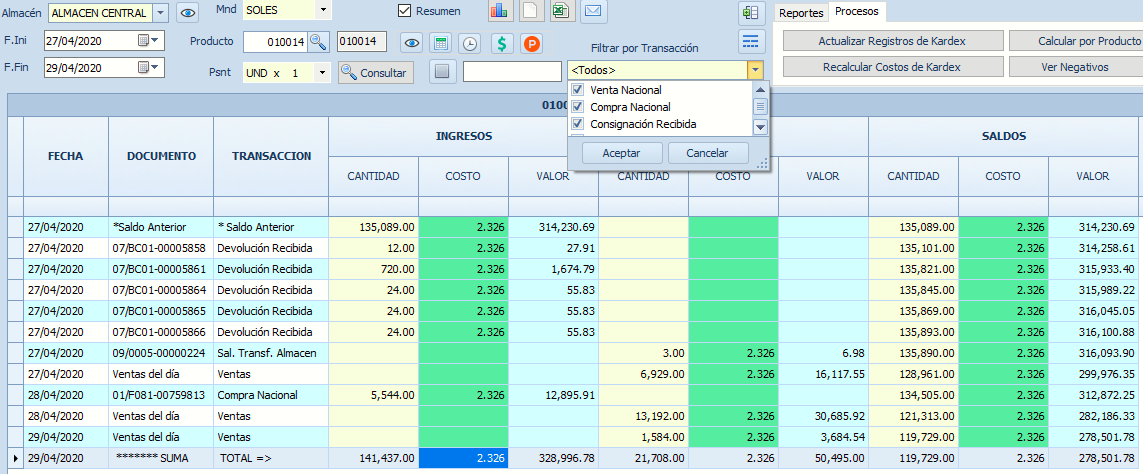 Almacén ALMACEN CENTRAL Mnd SOLES Resumen Reportes Procesos
F.Ini 27/04/2020 Producto 010014 010014 $ P Filtrar por Transacción Actualizar Registros de Kardex Calcular por Producto
F.Fin 29/04/2020 Psnt UND x 1 Consultar <Todos> Recalcular Costos de Kardex Ver Negativos
Venta Nacional
Compra Nacional
Consignación Recibida
Aceptar Cancelar
FECHA DOCUMENTO TRANSACCION INGRESOS SALDOS
CANTIDAD COSTO VALOR CANTIDAD COSTO VALOR CANTIDAD COSTO VALOR
27/04/2020 *Saldo Anterior * Saldo Anterior 135,089.00 2.326 314,230.69 135,089.00 2.326 314,230.69
27/04/2020 07/BC01-00005858 Devolución Recibida 12.00 2.326 27.91 135,101.00 2.326 314,258.61
27/04/2020 07/BC01-00005861 Devolución Recibida 720.00 2.326 1,674.79 135,821.00 2.326 315,933.40
27/04/2020 07/BC01-00005864 Devolución Recibida 24.00 2.326 55.83 135,845.00 2.326 315,989.22
27/04/2020 07/BC01-00005865 Devolución Recibida 24.00 2.326 55.83 135,869.00 2.326 316,045.05
27/04/2020 07/BC01-00005866 Devolución Recibida 24.00 2.326 55.83 135,893.00 2.326 316,100.88
27/04/2020 09/0005-00000224 Sal. Transf. Almacen 3.00 2.326 6.98 135,890.00 2.326 316,093.90
27/04/2020 Ventas del día Ventas 6,929.00 2.326 16,117.55 128,961.00 2.326 299,976.35
28/04/2020 01/F081-00759813 Compra Nacional 5,544.00 2.326 12,895.91 134,505.00 2.326 312,872.25
28/04/2020 Ventas del día Ventas 13,192.00 2.326 30,685.92 121,313.00 2.326 282,186.33
29/04/2020 Ventas del día Ventas 1,584.00 2.326 3,684.54 119,729.00 2.326 278,501.78
29/04/2020 ******* SUMA TOTAL => 141,437.00 2.326 328,996.78 21,708.00 2.326 50,495.00 119,729.00 2.326 278,501.78